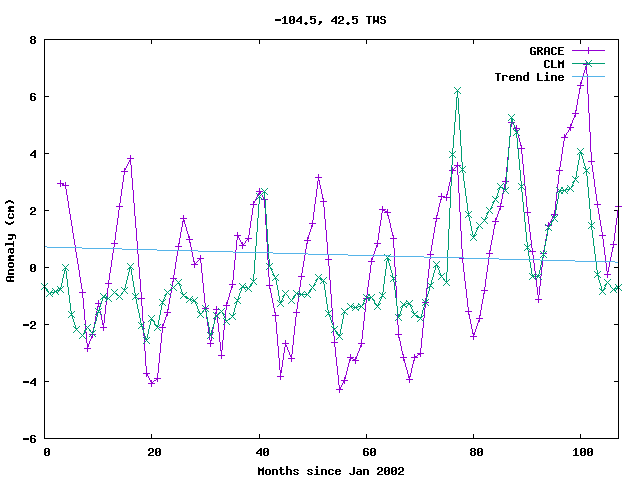 -104.5, 42.5 TWS
GRACE
CLM
Trend Line
8
6
4
2
0
-2
-4
-6
Anomaly (cm)
0 20 40 60 80 100
Months since Jan 2002